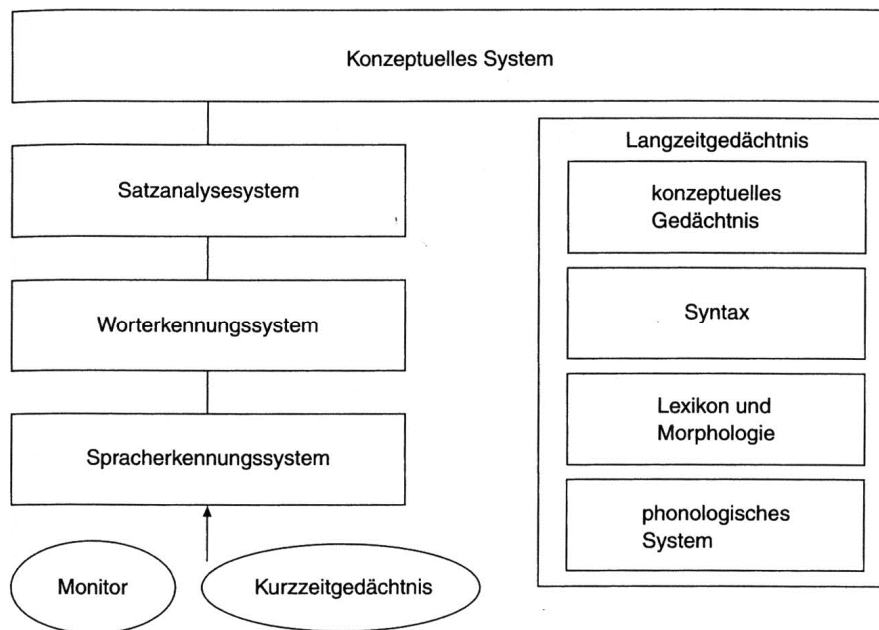 Konzeptuelles System
Satzanalysesystem
Worterkennungssystem
Spracherkennungssystem
Monitor
Kurzzeitgedächtnis
Langzeitgedächtnis
konzeptuelles
Gedächtnis
Syntax
Lexikon und
Morphologie
phonologisches
System